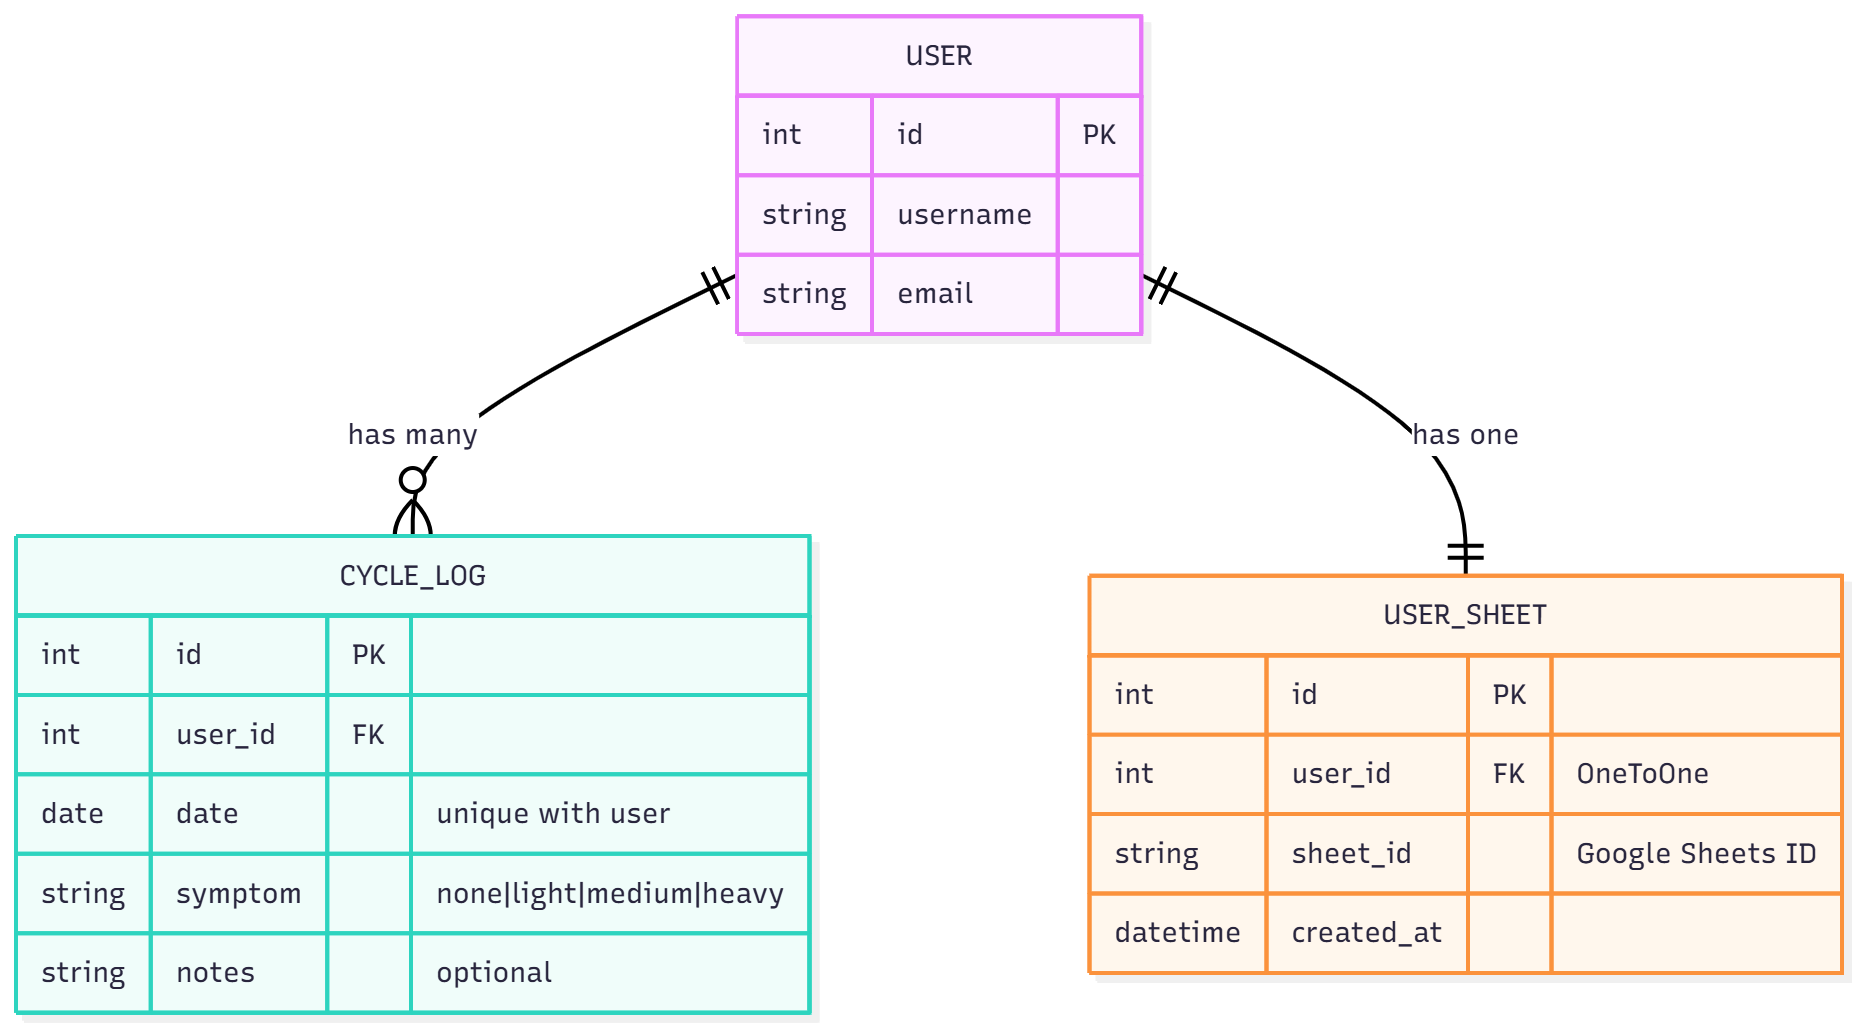 USER
int id PK
string username
string email
has many
has one
CYCLE_LOG
int id PK
int user_id FK
date date unique with user
string symptom none|light|medium|heavy
string notes optional
USER_SHEET
int id PK
int user_id FK OneToOne
string sheet_id Google Sheets ID
datetime created_at